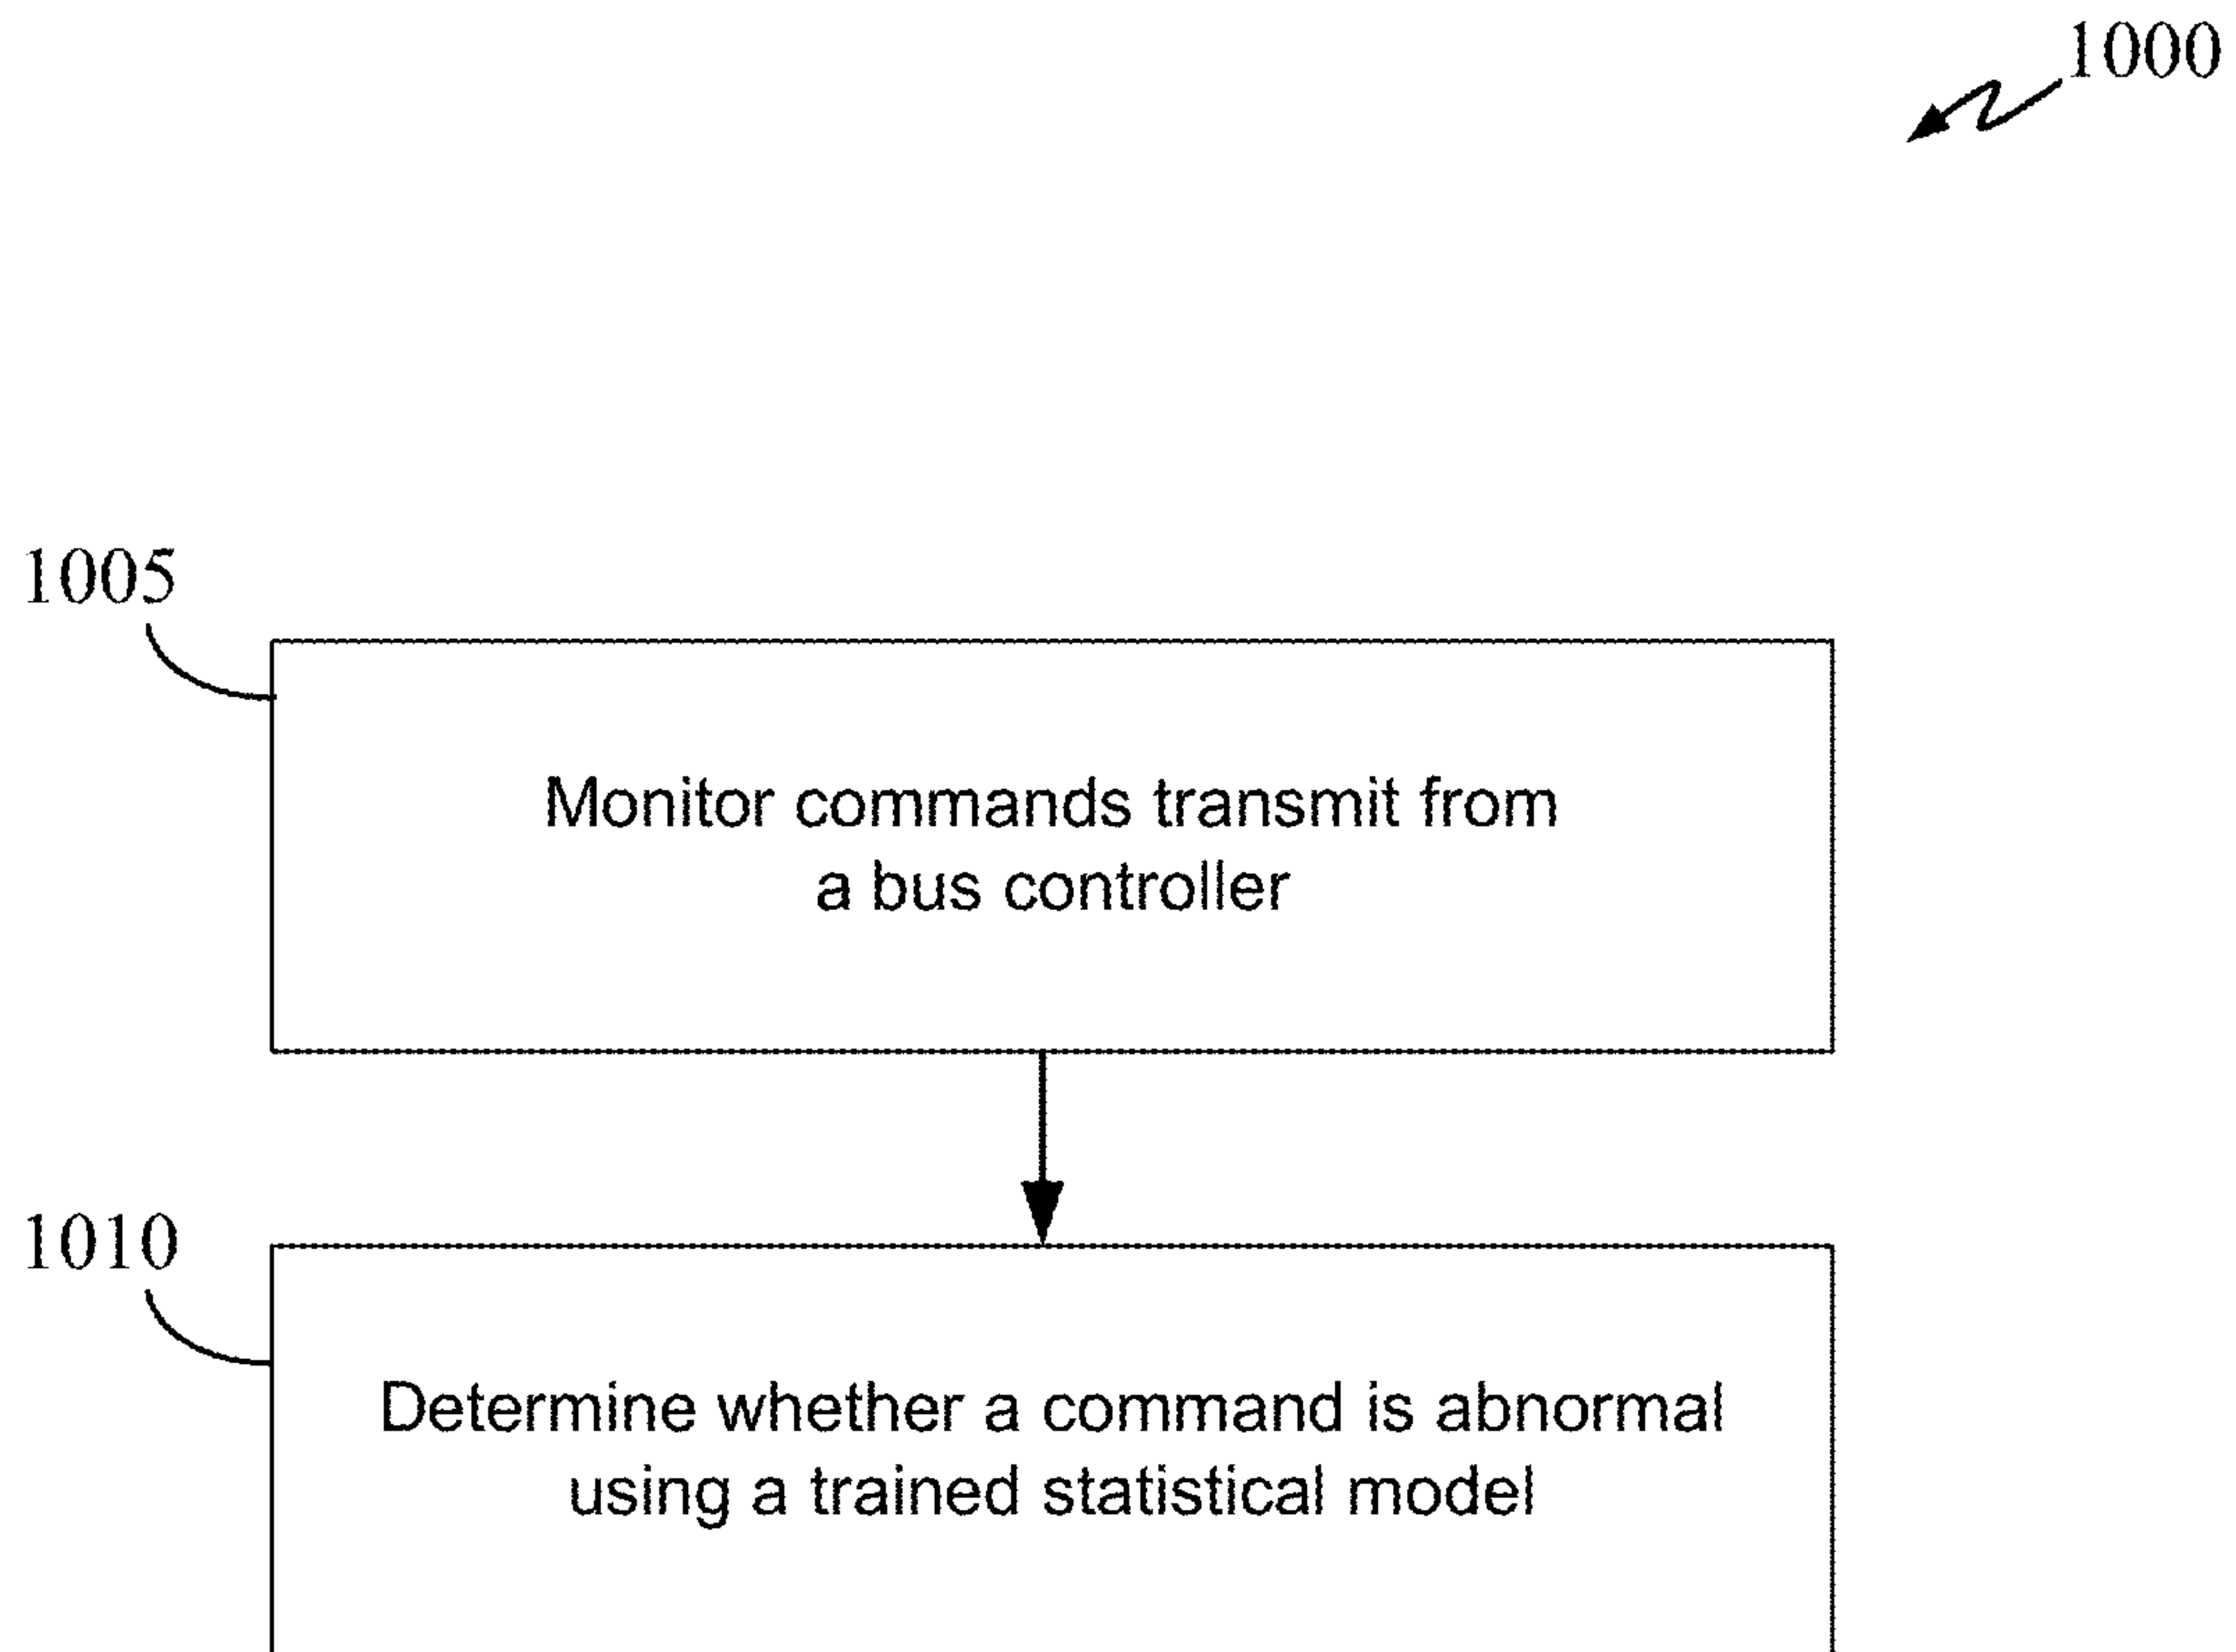 1000
1005
Monitor commands transmit from
a bus controller
1010
Determine whether a command is abnormal
using a trained statistical model